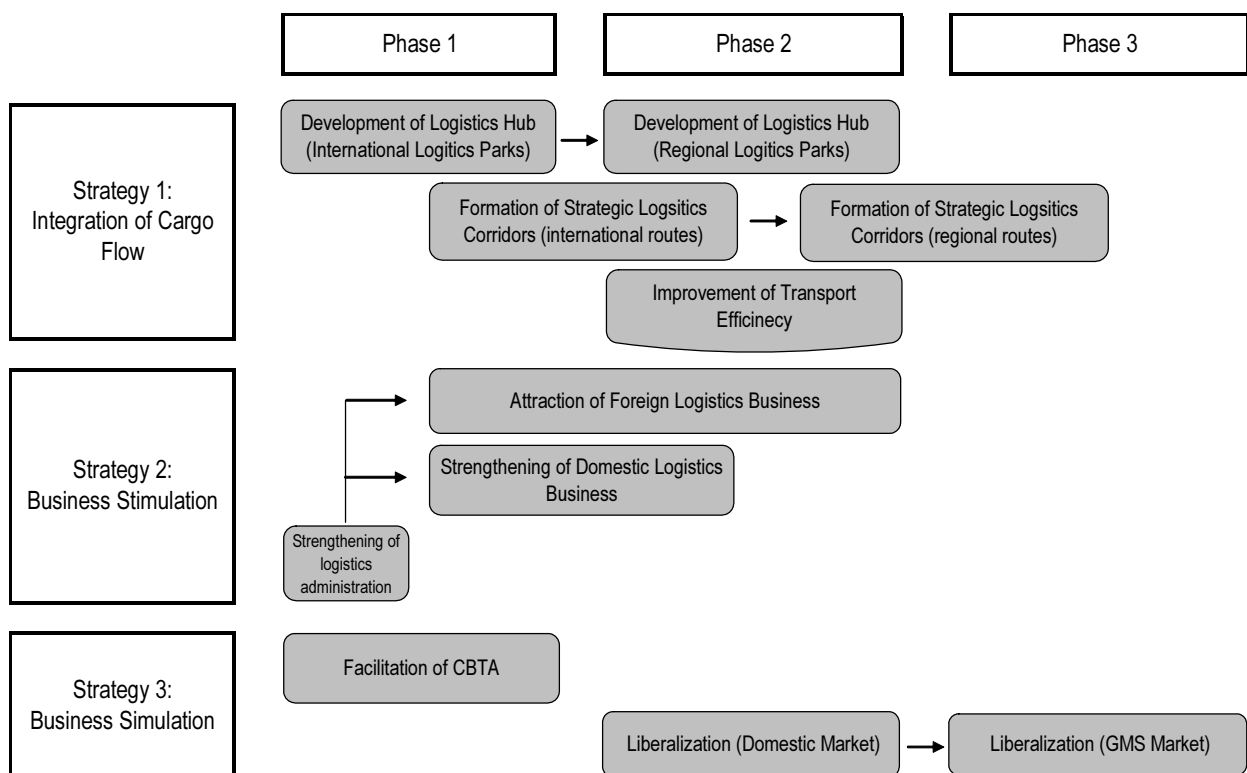 Phase 1
Phase 2
Phase 3
Strategy 1:
Integration of Cargo
Flow
Development of Logistics Hub
(International Logitics Parks)
Development of Logistics Hub
(Regional Logitics Parks)
Formation of Strategic Logsitics
Corridors (international routes)
Formation of Strategic Logsitics
Corridors (regional routes)
Improvement of Transport
Efficinecy
Strategy 2:
Business Stimulation
Attraction of Foreign Logistics Business
Strengthening of Domestic Logistics
Business
Strengthening of
logistics
administration
Strategy 3:
Business Simulation
Facilitation of CBTA
Liberalization (Domestic Market)
Liberalization (GMS Market)